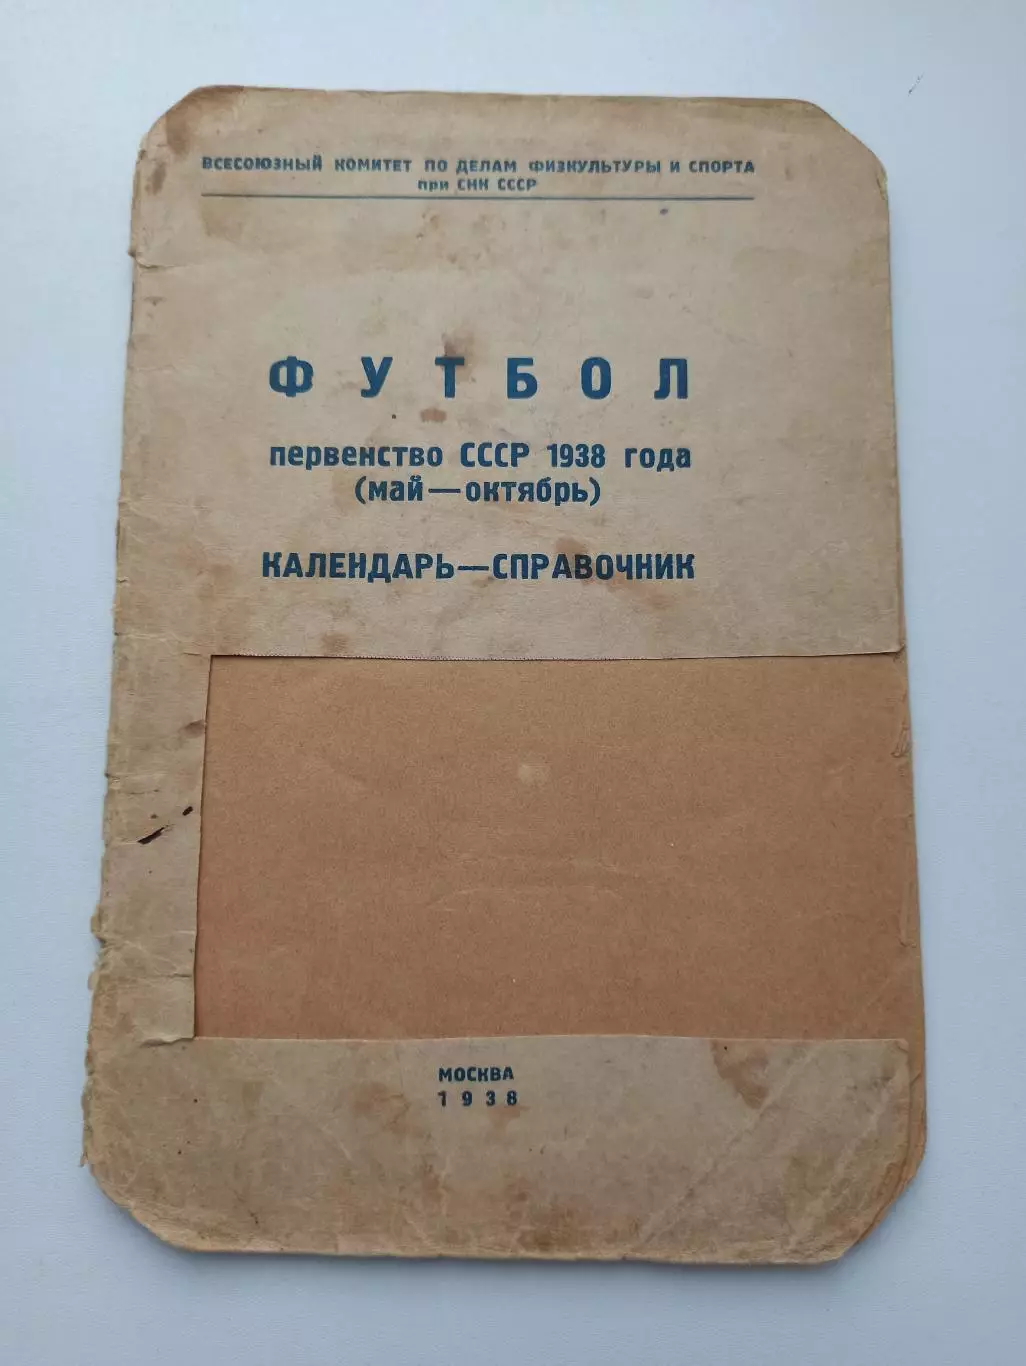 ВСЕСОЮЗНЫЙ КОМИТЕТ ПО ДЕЛАМ ФИЗКУЛЬТУРЫ И СПОРТА
при СНК СССР
ФУТБОЛ
первенство СССР 1938 года
(май—октябрь)
КАЛЕНДАРЬ—СПРАВОЧНИК
МОСКВА
1938